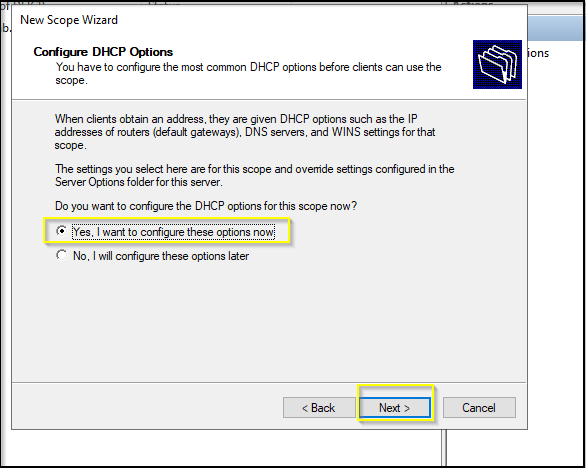 New Scope Wizard
Configure DHCP Options
You have to configure the most common DHCP options before clients can use the
scope.
ions
When clients obtain an address, they are given DHCP options such as the IP
addresses of routers (default gateways), DNS servers, and WINS settings for that
scope.
The settings you select here are for this scope and override settings configured in the
Server Options folder for this server.
Do you want to configure the DHCP options for this scope now?
Yes, I want to configure these options now
No, I will configure these options later
< Back
Next >
Cancel